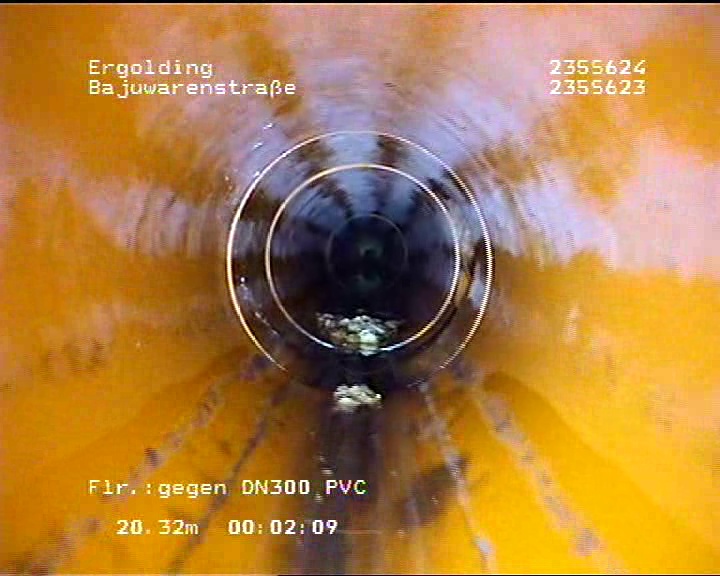 Ergolding
2355624
Bajuwarenstraße
2355623
Flr.:gegen DN300 PVC
20.32m 00:02:09